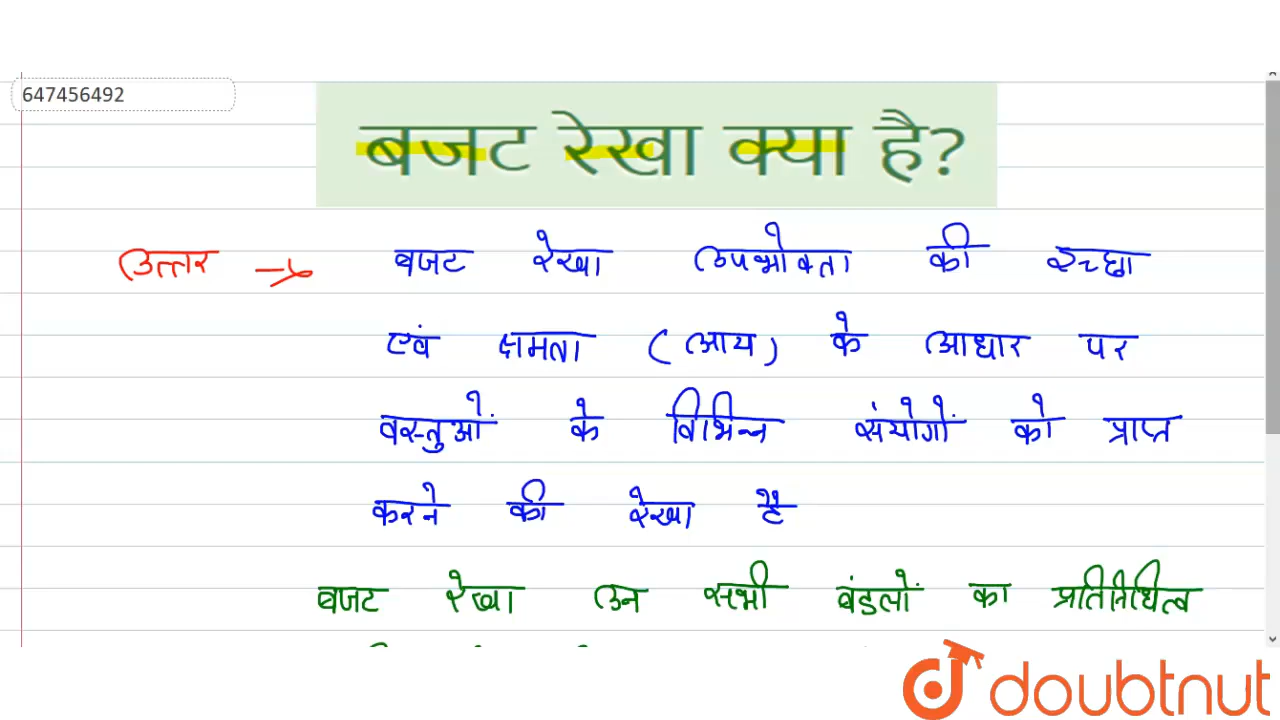 647456492
बजट रेखा क्या है?
उत्तर → बजट रेखा उपभोक्ता की इच्छा
एवं क्षमता (आय) के आधार पर
वस्तुओं के विभिन्न संयोगों को प्राप्त
करने की रेखा है
बजट रेखा उन सभी बंडलों का प्रतिनिधित्व
doubtnut